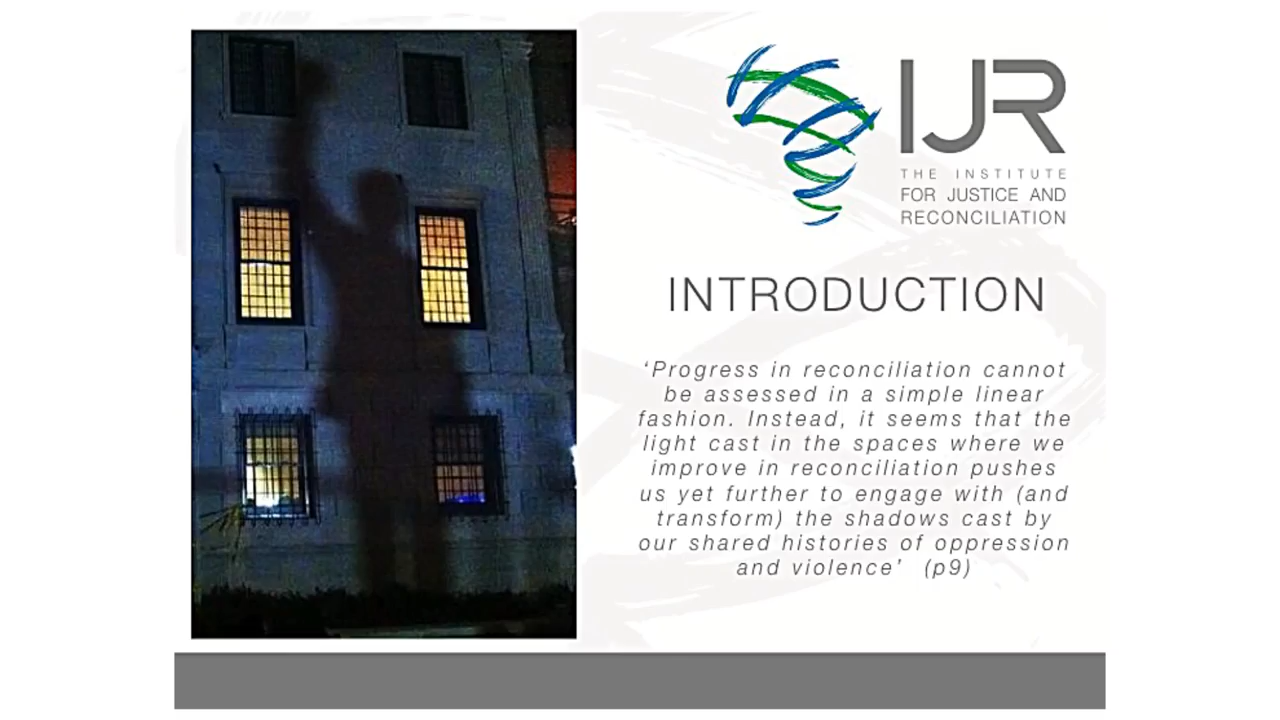 IJR
THE INSTITUTE
FOR JUSTICE AND
RECONCILIATION
INTRODUCTION
‘Progress in reconciliation cannot
be assessed in a simple linear
fashion. Instead, it seems that the
light cast in the spaces where we
improve in reconciliation pushes
us yet further to engage with (and
transform) the shadows cast by
our shared histories of oppression
and violence’ (p9)